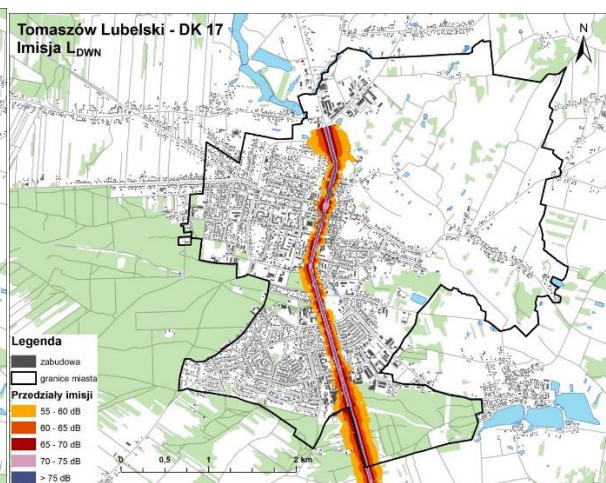 Tomaszów Lubelski - DK 17
Imisja LDWN
N
Legenda
zabudowa
granice miasta
Przedziały imisji
55 - 60 dB
60 - 65 dB
65 - 70 dB
70 - 75 dB
> 75 dB
0 0,5 1 2 km